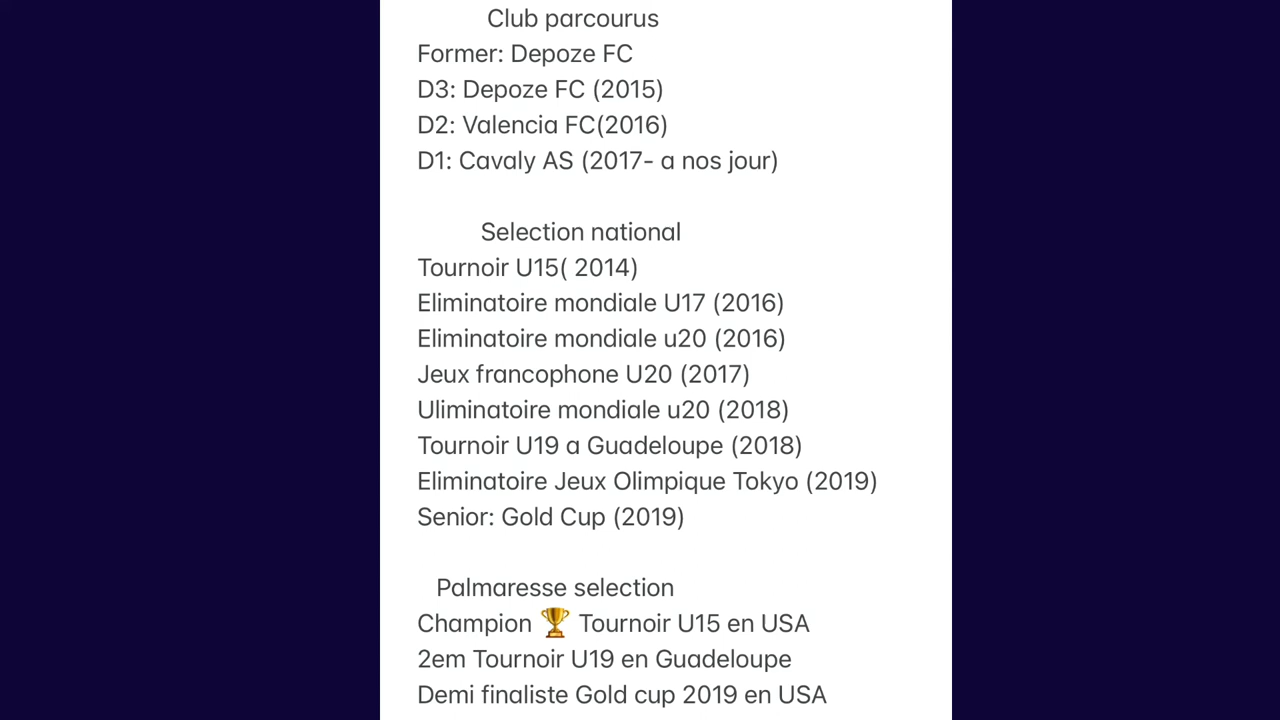 Club parcourus
Former: Depoze FC
D3: Depoze FC (2015)
D2: Valencia FC(2016)
D1: Cavaly AS (2017- a nos jour)
Selection national
Tournoir U15( 2014)
Eliminatoire mondiale U17 (2016)
Eliminatoire mondiale u20 (2016)
Jeux francophone U20 (2017)
Uliminatoire mondiale u20 (2018)
Tournoir U19 a Guadeloupe (2018)
Eliminatoire Jeux Olimpique Tokyo (2019)
Senior: Gold Cup (2019)
Palmaresse selection
Champion 🏆 Tournoir U15 en USA
2em Tournoir U19 en Guadeloupe
Demi finaliste Gold cup 2019 en USA